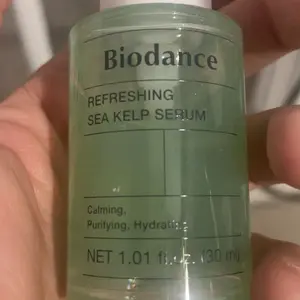 Biodance
REFRESHING
SEA KELP SERUM
Calming,
Purifying, Hydrating
NET 1.01 fl. oz. (30 ml)